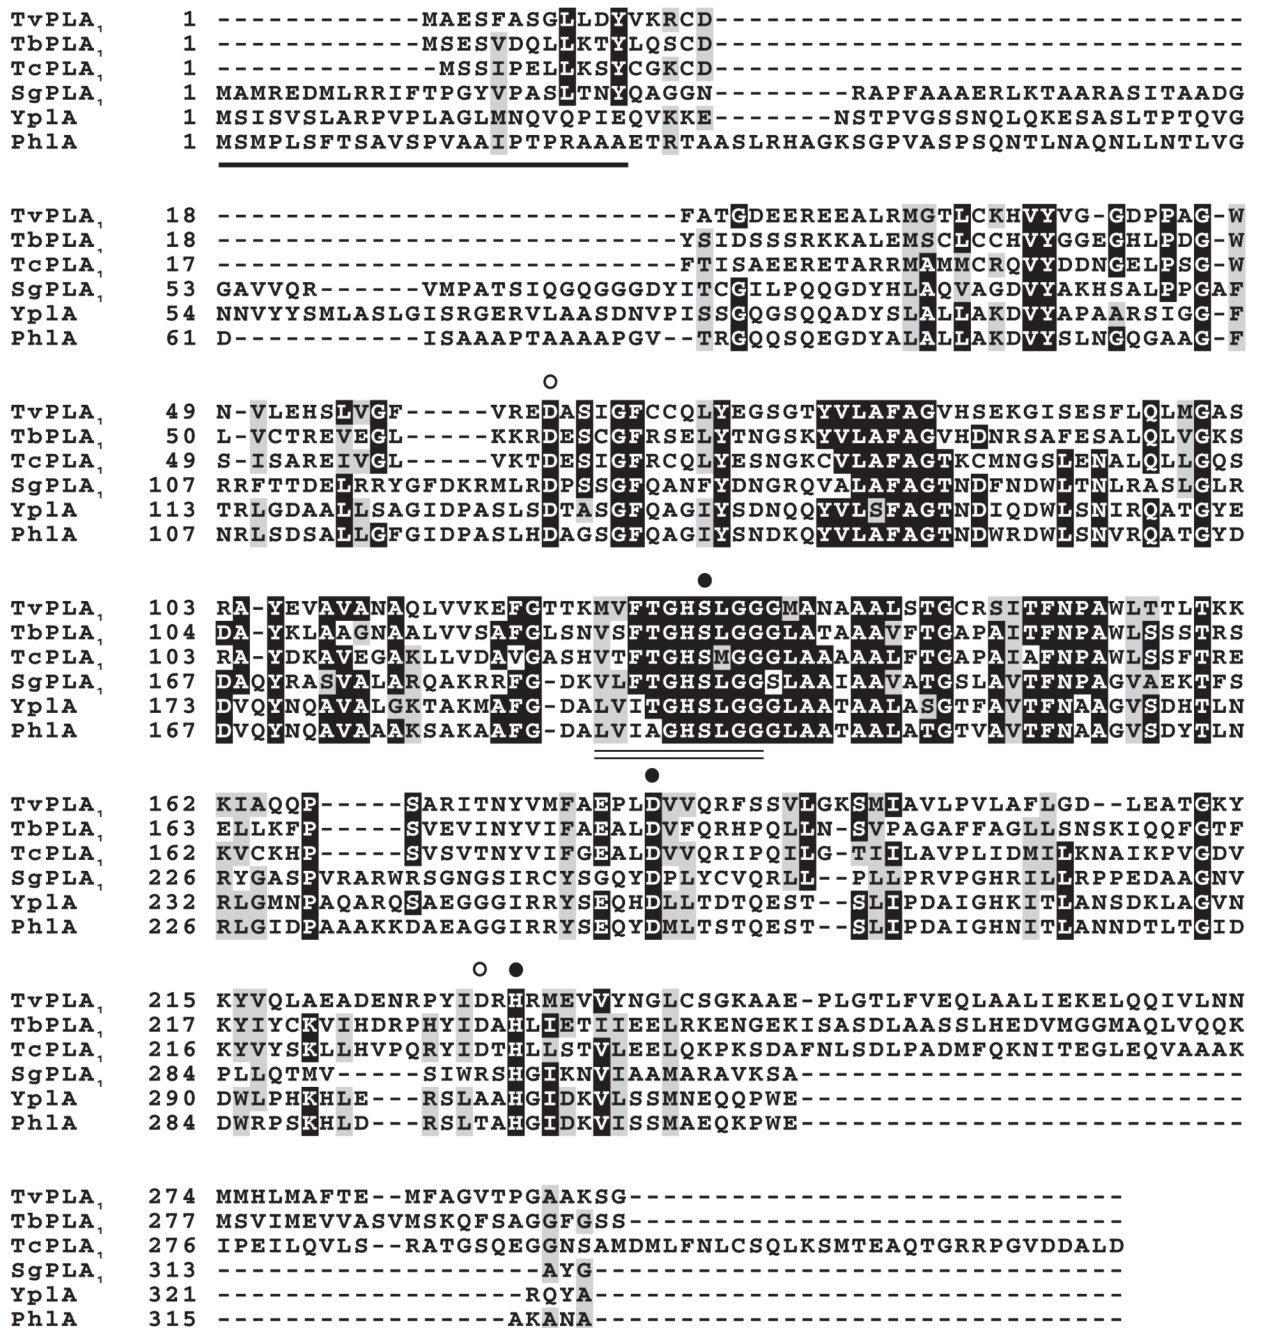 TvPLA₁ 1 ------------MAESFASGLLDYVKRCD-------------------------------
TbPLA₁ 1 ------------MSESVDQLLKTYLQSCD-------------------------------
TcPLA₁ 1 -------------MSSIPELLKSYCGKCD-------------------------------
SgPLA₁ 1 MAMREDMLRRIFTPGYVPASLTNYQAGGN--------RAPFAAAERLKTAARASITAADG
YplA 1 MSISVSLARPVPLAGLMNQVQPIEQVKKE-------NSTPVGSSNQLQKESASLTPTQVG
PhlA 1 MSMPLSFTSAVSPVAAIPTPRAAAETRTAASLRHAGKSGPVASPSQNTLNAQNLLNTLVG
TvPLA₁ 18 ---------------------------FATGDEEREEALRMGTLCKHVYVG-GDPPAG-W
TbPLA₁ 18 ---------------------------YSIDSSSRKKALEMSCLCCHVYGGEGHLPDG-W
TcPLA₁ 17 ---------------------------FTISAEERETARRMAMMCRQVYDDNGELPSG-W
SgPLA₁ 53 GAVVQR------VMPATSIQGQGGGDYITCGILPQQGDYHLAQVAGDVYAKHSALPPGAF
YplA 54 NNVYYSMLASLGISRGERVLAASDNVPISSGQGSQQADYSLALLAKDVYAPAARSIGG-F
PhlA 61 D-----------ISAAAPTAAAAPGV--TRGQQSQEGDYALALLAKDVYSLNGQGAAG-F
TvPLA₁ 49 N-VLEHSLVGF-----VREDASIGFCCQLYEGSGTYVLAFAGVHSEKGISESFLQLMGAS
TbPLA₁ 50 L-VCTREVEGL-----KKRDESCGFRSELYTNGSKYVLAFAGVHDNRSAFESALQLVGKS
TcPLA₁ 49 S-ISAREIVGL-----VKTDESIGFRCQLYESNGKCVLAFAGTKCMNGSLENALQLLGQS
SgPLA₁ 107 RRFTTDELRRYGFDKRMLRDPSSGFQANFYDNGRQVALAFAGTNDFNDWLTNLRASLGLR
YplA 113 TRLGDAALLSAGIDPASLSDTASGFQAGIYSDNQQYVLSFAGTNDIQDWLSNIRQATGYE
PhlA 107 NRLSDSALLGFGIDPASLHDAGSGFQAGIYSNDKQYVLAFAGTNDWRDWLSNVRQATGYD
TvPLA₁ 103 RA-YEVAVANAQLVVKEFGTTKMVFTGHSLGGGMANAAALSTGCRSITFNPAWLTTLTKK
TbPLA₁ 104 DA-YKLAAGNAALVVSAFGLSNVSFTGHSLGGGLATAAAVFTGAPAITFNPAWLSSSTRS
TcPLA₁ 103 RA-YDKAVEGAKLLVDAVGASHVTFTGHSMGGGLAAAAALFTGAPAIAFNPAWLSSFTRE
SgPLA₁ 167 DAQYRASVALARQAKRRFG-DKVLFTGHSLGGSLAAIAAVATGSLAVTFNPAGVAEKTFS
YplA 173 DVQYNQAVALGKTAKMAFG-DALVITGHSLGGGLAATAALASGTFAVTFNAAGVSDHTLN
PhlA 167 DVQYNQAVAAAKSAKAAFG-DALVIAGHSLGGGLAATAALATGTVAVTFNAAGVSDYTLN
TvPLA₁ 162 KIAQQP-----SARITNYVMFAEPLDVVQRFSSVLGKSMIAVLPVLAFLGD--LEATGKY
TbPLA₁ 163 ELLKFP-----SVEVINYVIFAEALDVFQRHPQLLN-SVPAGAFFAGLLSNSKIQQFGTF
TcPLA₁ 162 KVCKHP-----SVSVTNYVIFGEALDVVQRIPQILG-TIILAVPLIDMILKNAIKPVGDV
SgPLA₁ 226 RYGASPVRARWRSGNGSIRCYSGQYDPLYCVQRLL--PLLPRVPGHRILLRPPEDAAGNV
YplA 232 RLGMNPAQARQSAEGGGIRRYSEQHDLLTDTQEST--SLIPDAIGHKITLANSDKLAGVN
PhlA 226 RLGIDPAAAKKDAEAGGIRRYSEQYDMLTSTQEST--SLIPDAIGHNITLANNDTLTGID
TvPLA₁ 215 KYVQLAEADENRPYIDRHRMEVVYNGLCSGKAAE-PLGTLFVEQLAALIEKELQQIVLNN
TbPLA₁ 217 KYIYCKVIHDRPHYIDAHLIETIIEELRKENGEKISASDLAASSLHEDVMGGMAQLVQQK
TcPLA₁ 216 KYVYSKLLHVPQRYIDTHLLSTVLEELQKPKSDAFNLSDLPADMFQKNITEGLEQVAAAK
SgPLA₁ 284 PLLQTMV-----SIWRSHGIKNVIAAMARAVKSA--------------------------
YplA 290 DWLPHKHLE---RSLAAHGIDKVLSSMNEQQPWE--------------------------
PhlA 284 DWRPSKHLD---RSLTAHGIDKVISSMAEQKPWE--------------------------
TvPLA₁ 274 MMHLMAFTE--MFAGVTPGAAKSG-----------------------------
TbPLA₁ 277 MSVIMEVVASVMSKQFSAGGFGSS-----------------------------
TcPLA₁ 276 IPEILQVLS--RATGSQEGGNSAMDMLFNLCSQLKSMTEAQTGRRPGVDDALD
SgPLA₁ 313 -------------------AYG-------------------------------
YplA 321 ------------------RQYA-------------------------------
PhlA 315 -----------------AKANA-------------------------------